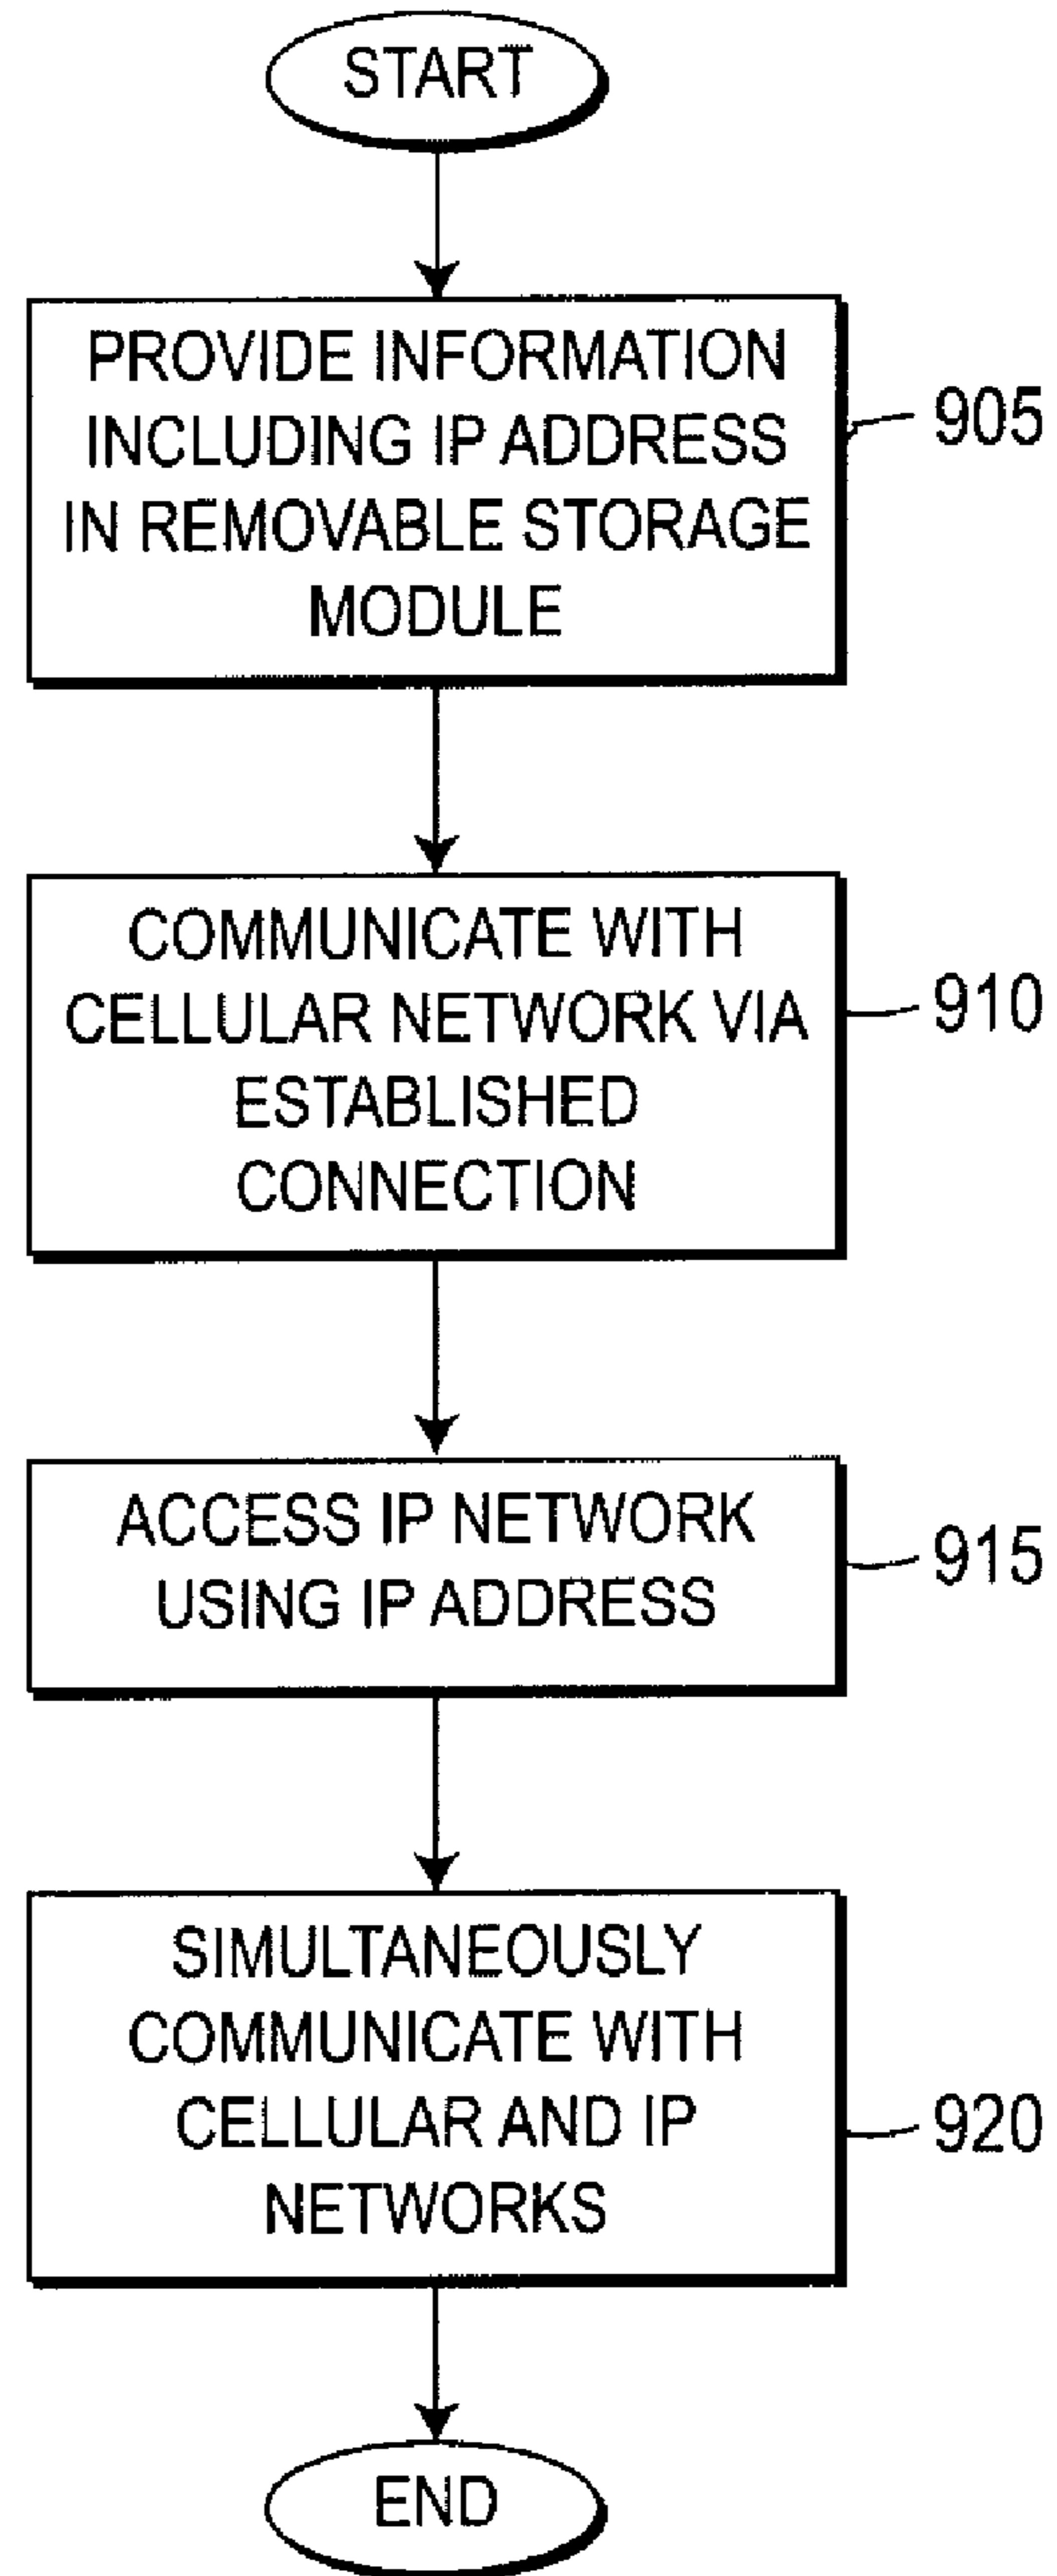 START
PROVIDE INFORMATION
INCLUDING IP ADDRESS
IN REMOVABLE STORAGE
MODULE
905
COMMUNICATE WITH
CELLULAR NETWORK VIA
ESTABLISHED
CONNECTION
910
ACCESS IP NETWORK
USING IP ADDRESS
915
SIMULTANEOUSLY
COMMUNICATE WITH
CELLULAR AND IP
NETWORKS
920
END